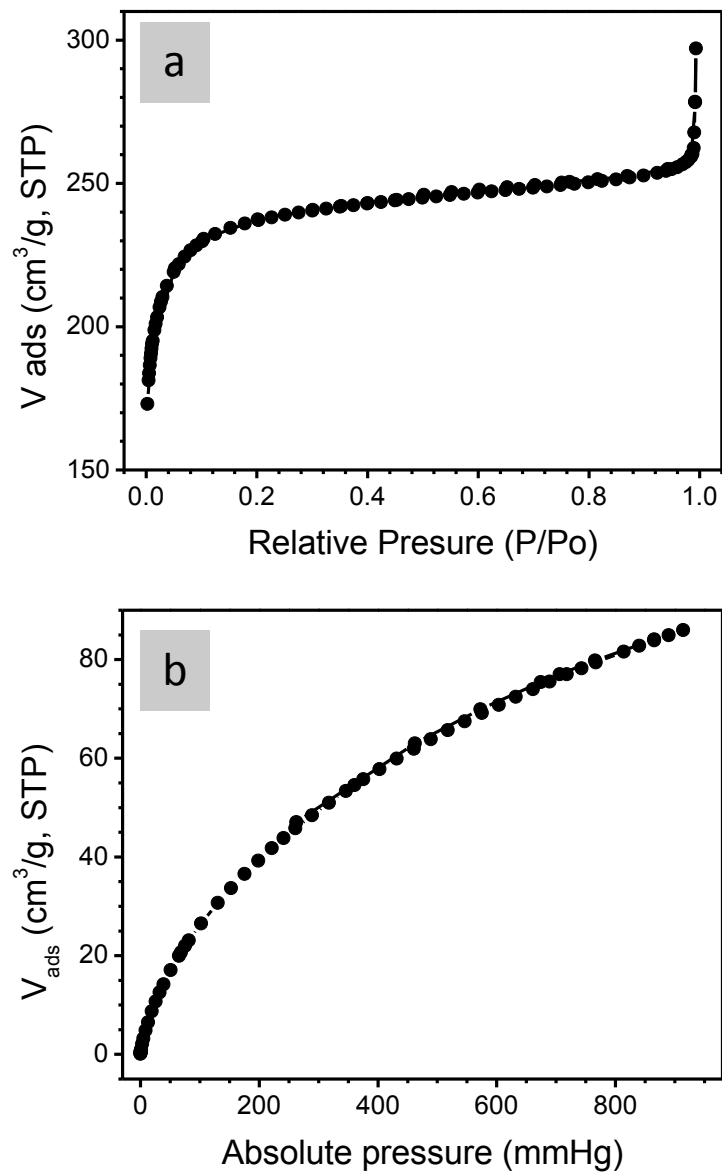 a
V ads (cm³/g, STP)
300
250
200
150
0.0 0.2 0.4 0.6 0.8 1.0
Relative Presure (P/Po)
b
V_ads (cm³/g, STP)
80
60
40
20
0
0 200 400 600 800
Absolute pressure (mmHg)